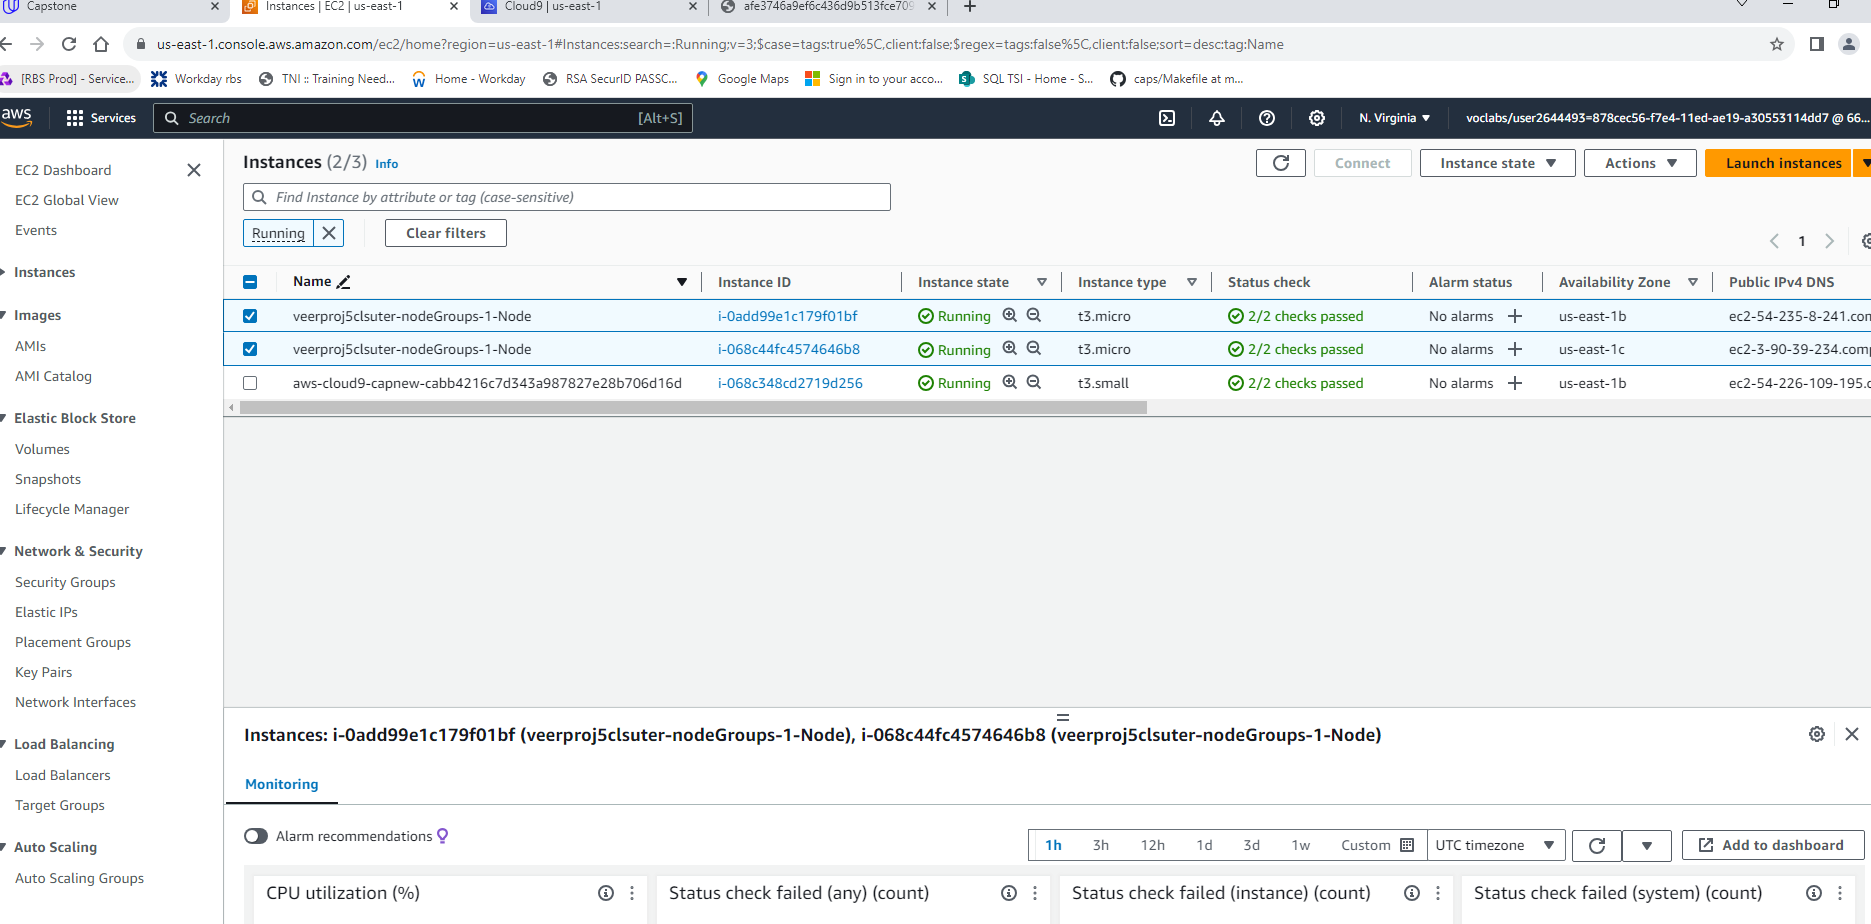 Capstone
Instances | EC2 | us-east-1
Cloud9 | us-east-1
afe3746a9ef6c436d9b513fce709
us-east-1.console.aws.amazon.com/ec2/home?region=us-east-1#Instances:search=:Running;v=3;$case=tags:true%5C,client:false;$regex=tags:false%5C,client:false;sort=desc:tag:Name
[RBS Prod] - Service...
Workday rbs
TNI :: Training Need...
Home - Workday
RSA SecurID PASSC...
Google Maps
Sign in to your acco...
SQL TSI - Home - S...
caps/Makefile at m...
aws
Services
Search
[Alt+S]
N. Virginia
voclabs/user2644493=878cec56-f7e4-11ed-ae19-a30553114dd7 @ 66...
EC2 Dashboard
EC2 Global View
Events
Instances
Images
AMIs
AMI Catalog
Elastic Block Store
Volumes
Snapshots
Lifecycle Manager
Network & Security
Security Groups
Elastic IPs
Placement Groups
Key Pairs
Network Interfaces
Load Balancing
Load Balancers
Target Groups
Auto Scaling
Auto Scaling Groups
Instances (2/3) Info
Connect
Instance state
Actions
Launch instances
Find Instance by attribute or tag (case-sensitive)
Running
Clear filters
1
Name Instance ID Instance state Instance type Status check Alarm status Availability Zone Public IPv4 DNS
veerproj5clsuter-nodeGroups-1-Node i-0add99e1c179f01bf Running t3.micro 2/2 checks passed No alarms us-east-1b ec2-54-235-8-241.com
veerproj5clsuter-nodeGroups-1-Node i-068c44fc4574646b8 Running t3.micro 2/2 checks passed No alarms us-east-1c ec2-3-90-39-234.comp
aws-cloud9-capnew-cabb4216c7d343a987827e28b706d16d i-068c348cd2719d256 Running t3.small 2/2 checks passed No alarms us-east-1b ec2-54-226-109-195.c
Instances: i-0add99e1c179f01bf (veerproj5clsuter-nodeGroups-1-Node), i-068c44fc4574646b8 (veerproj5clsuter-nodeGroups-1-Node)
Monitoring
Alarm recommendations
1h 3h 12h 1d 3d 1w Custom
UTC timezone
Add to dashboard
CPU utilization (%)
Status check failed (any) (count)
Status check failed (instance) (count)
Status check failed (system) (count)